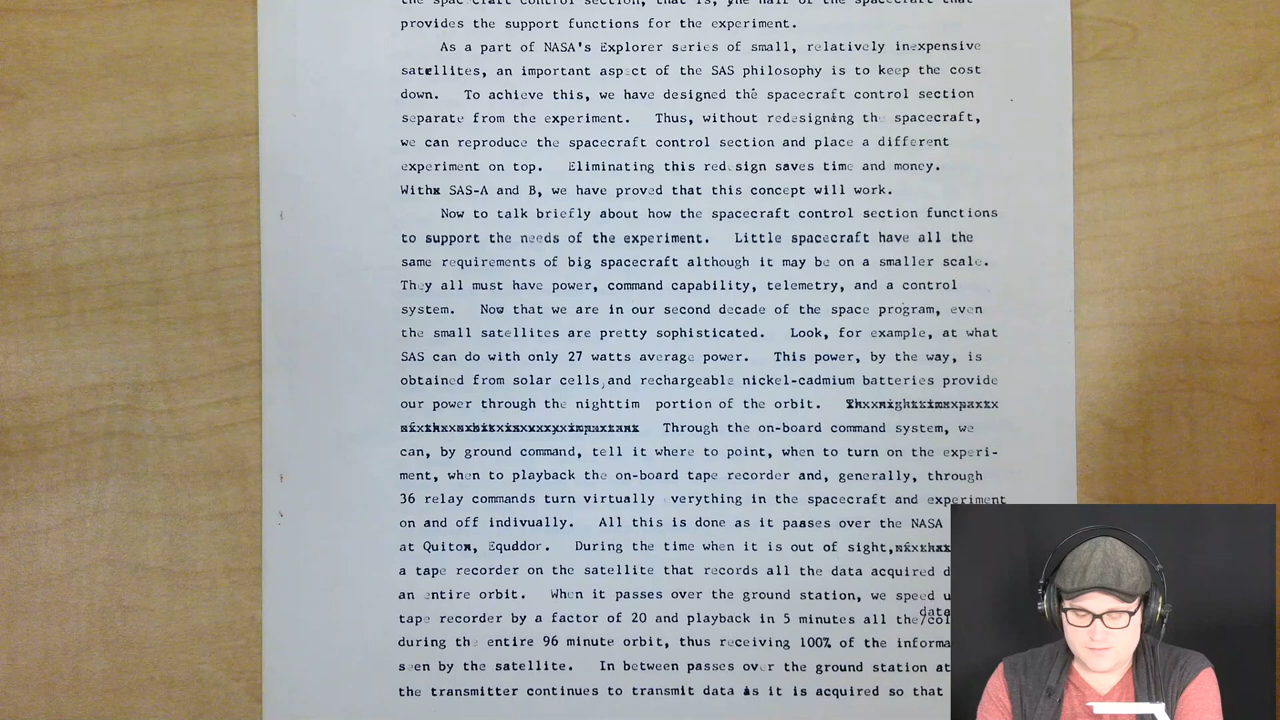 the spacecraft control section, that is, the half of the spacecraft that
provides the support functions for the experiment.
As a part of NASA's Explorer series of small, relatively inexpensive
satellites, an important aspect of the SAS philosophy is to keep the cost
down. To achieve this, we have designed the spacecraft control section
separate from the experiment. Thus, without redesigning the spacecraft,
we can reproduce the spacecraft control section and place a different
experiment on top. Eliminating this redesign saves time and money.
With SAS-A and B, we have proved that this concept will work.
Now to talk briefly about how the spacecraft control section functions
to support the needs of the experiment. Little spacecraft have all the
same requirements of big spacecraft although it may be on a smaller scale.
They all must have power, command capability, telemetry, and a control
system. Now that we are in our second decade of the space program, even
the small satellites are pretty sophisticated. Look, for example, at what
SAS can do with only 27 watts average power. This power, by the way, is
obtained from solar cells, and rechargeable nickel-cadmium batteries provide
our power through the nighttim portion of the orbit.
Through the on-board command system, we
can, by ground command, tell it where to point, when to turn on the experi-
ment, when to playback the on-board tape recorder and, generally, through
36 relay commands turn virtually everything in the spacecraft and experiment
on and off indivually. All this is done as it passes over the NASA
at Quito, Equddor. During the time when it is out of sight,
a tape recorder on the satellite that records all the data acquired d
an entire orbit. When it passes over the ground station, we speed u
data
tape recorder by a factor of 20 and playback in 5 minutes all the/col
during the entire 96 minute orbit, thus receiving 100% of the informa
seen by the satellite. In between passes over the ground station at
the transmitter continues to transmit data as it is acquired so that